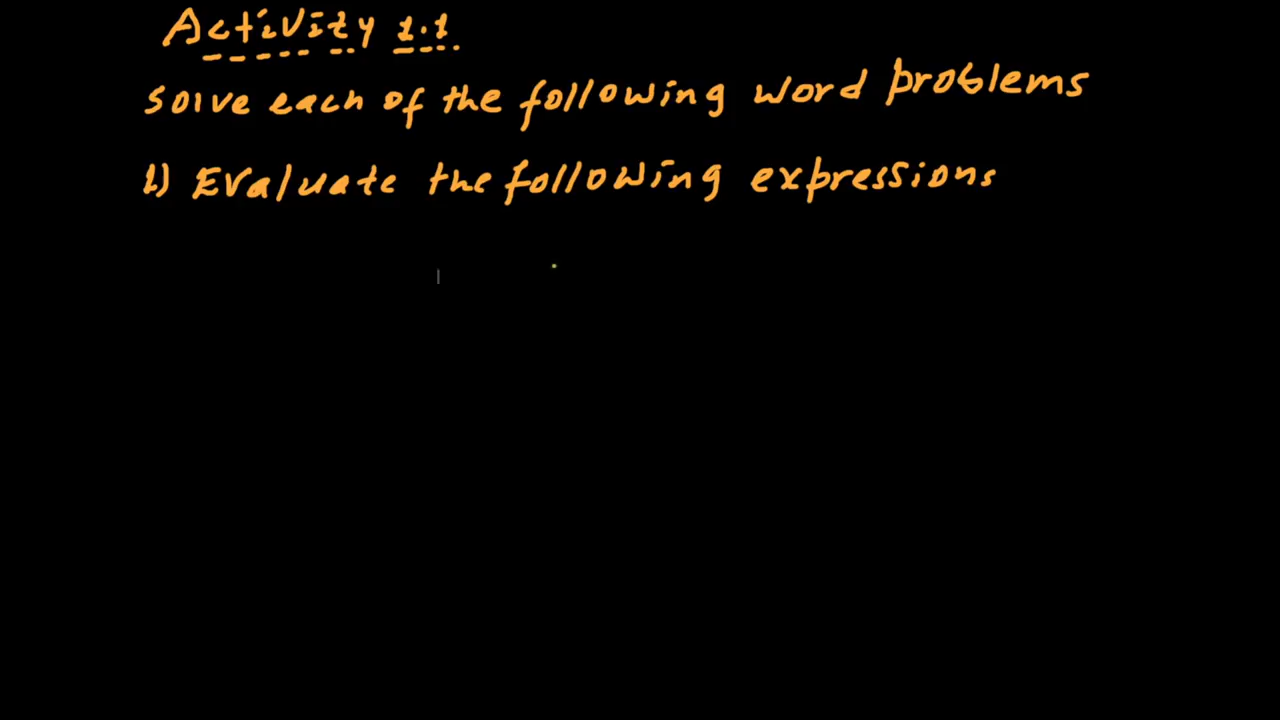 Activity 1.1
Solve each of the following word problems
1) Evaluate the following expressions